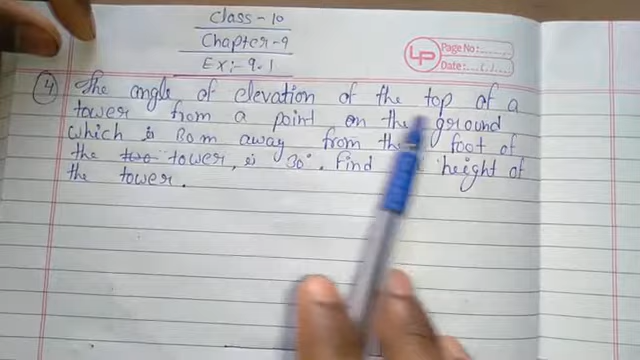 Class - 10
Chapter - 9
Ex:- 9.1
LP
Page No:......
Date:..../..../....
4 The angle of elevation of the top of a
tower from a point on the ground
which is 30m away from the foot of
the tower, is 30°. Find height of
the tower.